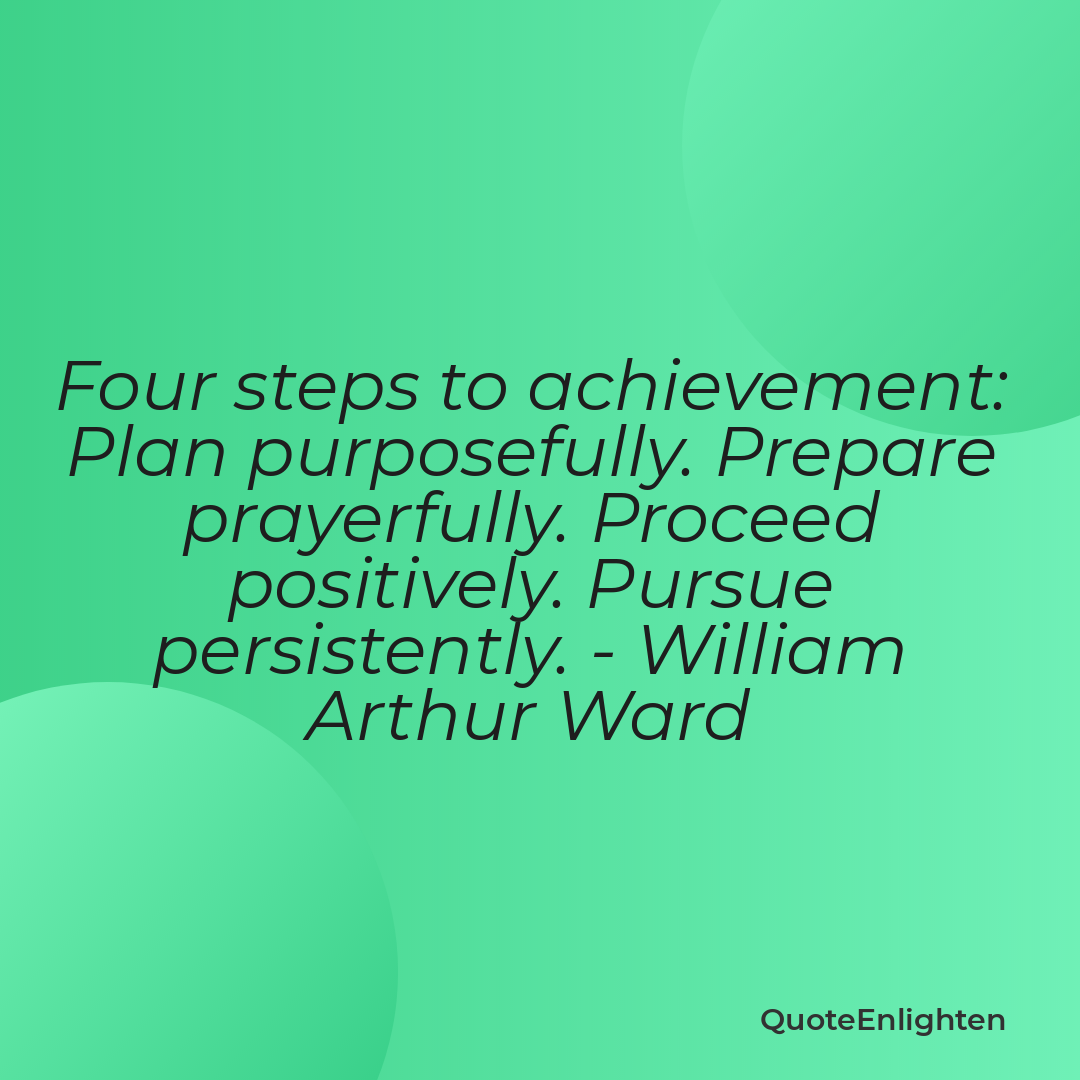 Four steps to achievement:
Plan purposefully. Prepare
prayerfully. Proceed
positively. Pursue
persistently. - William
Arthur Ward
QuoteEnlighten